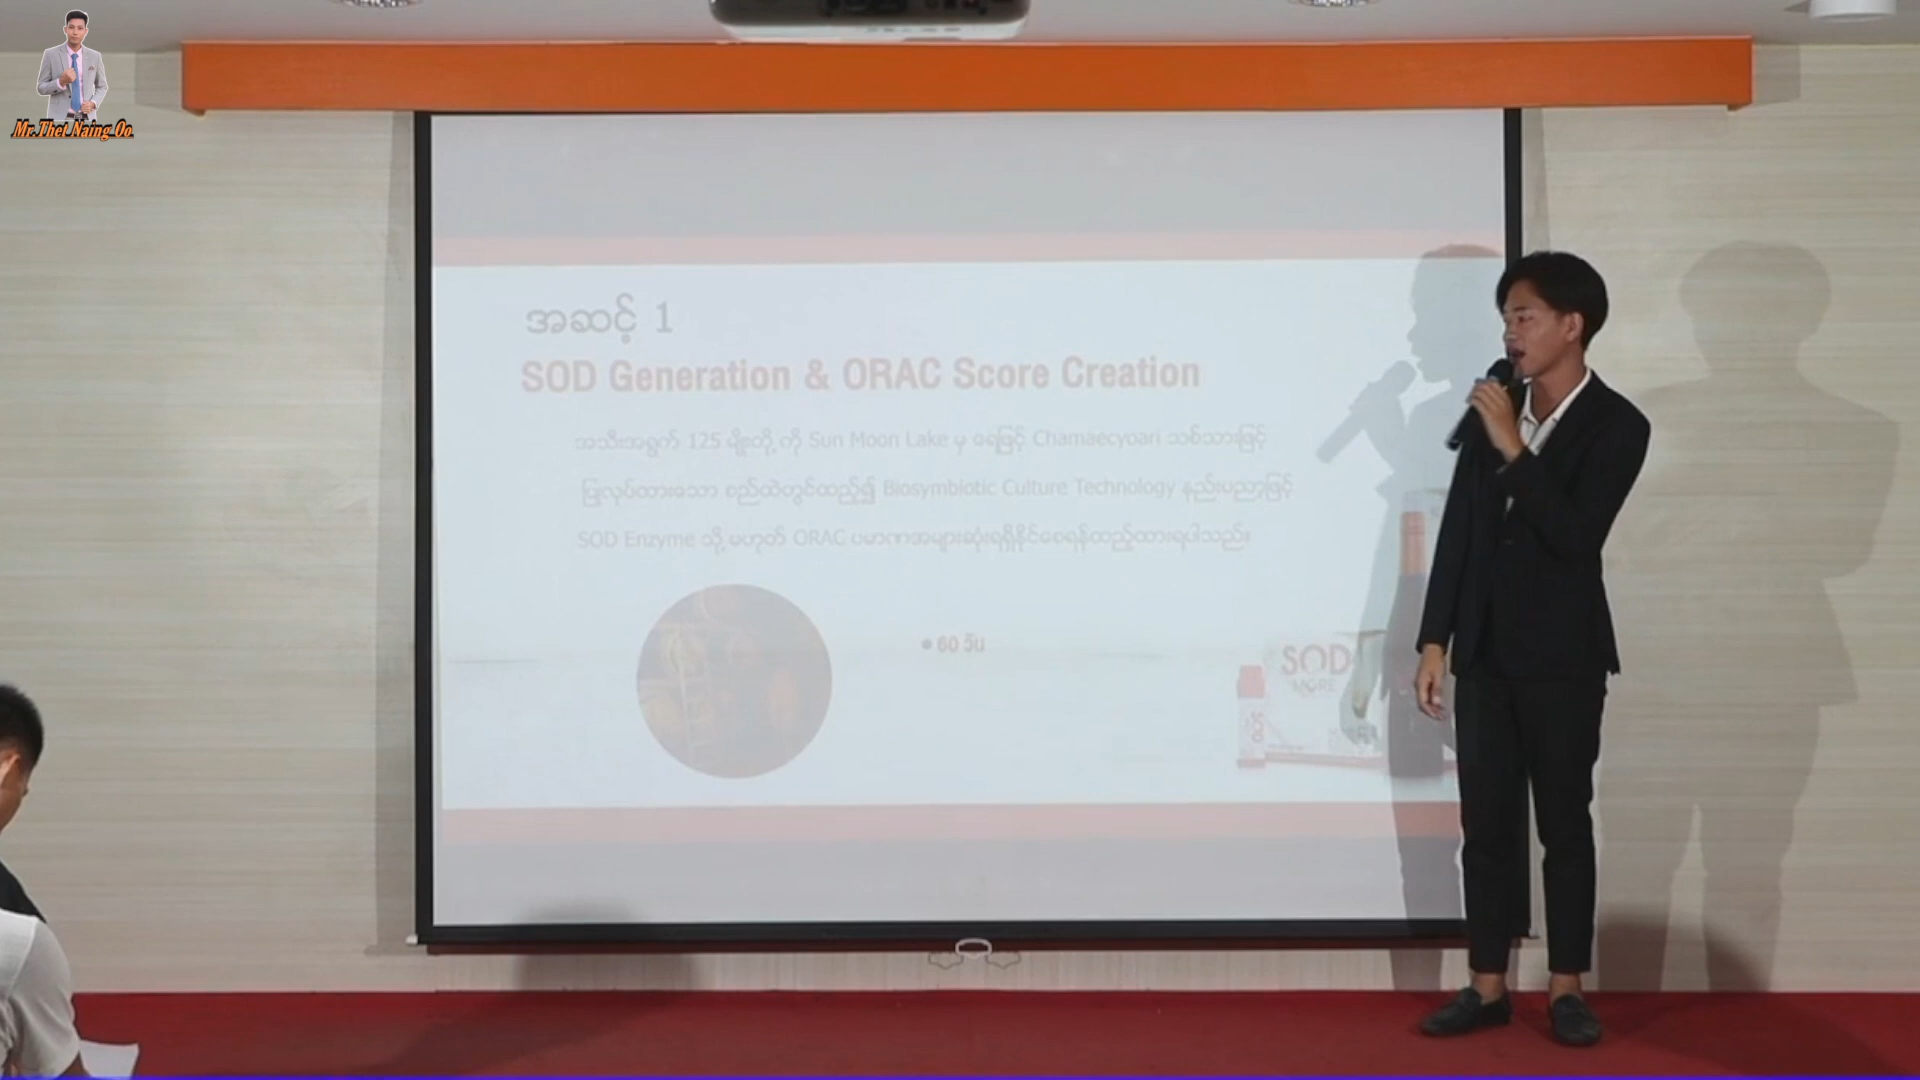 Mr.Thet Naing Oo
အဆင့် 1
SOD Generation & ORAC Score Creation
အသီးအရွက် 125 မျိုးတို့ ကို Sun Moon Lake မှ ရေဖြင့် Chamaecyoari သစ်သားဖြင့်
ပြုလုပ်ထားသော စည်ထဲတွင်ထည့်၍ Biosymbiotic Culture Technology နည်းပညာဖြင့်
SOD Enzyme သို့ မဟုတ် ORAC ပမာဏအများဆုံးရရှိနိုင်စေရန်ထည့်ထားရပါသည်။
• 60 วัน
SOD
MORE